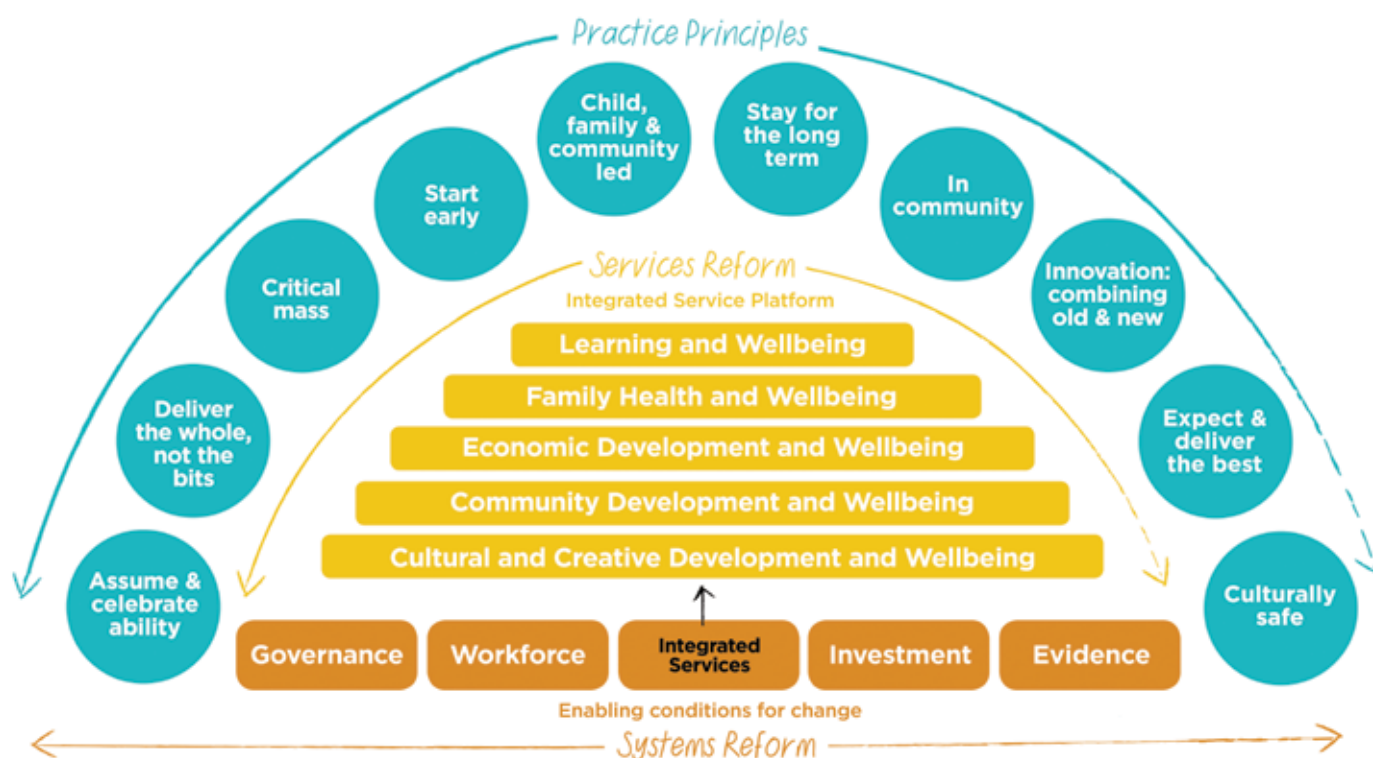 Practice Principles
Child,
family &
community
led
Stay for
the long
term
Start
early
In
community
Critical
mass
Innovation:
combining
old & new
Deliver
the whole,
not the
bits
Expect &
deliver
the best
Assume &
celebrate
ability
Culturally
safe
Services Reform
Integrated Service Platform
Learning and Wellbeing
Family Health and Wellbeing
Economic Development and Wellbeing
Community Development and Wellbeing
Cultural and Creative Development and Wellbeing
Governance
Workforce
Integrated
Services
Investment
Evidence
Enabling conditions for change
Systems Reform